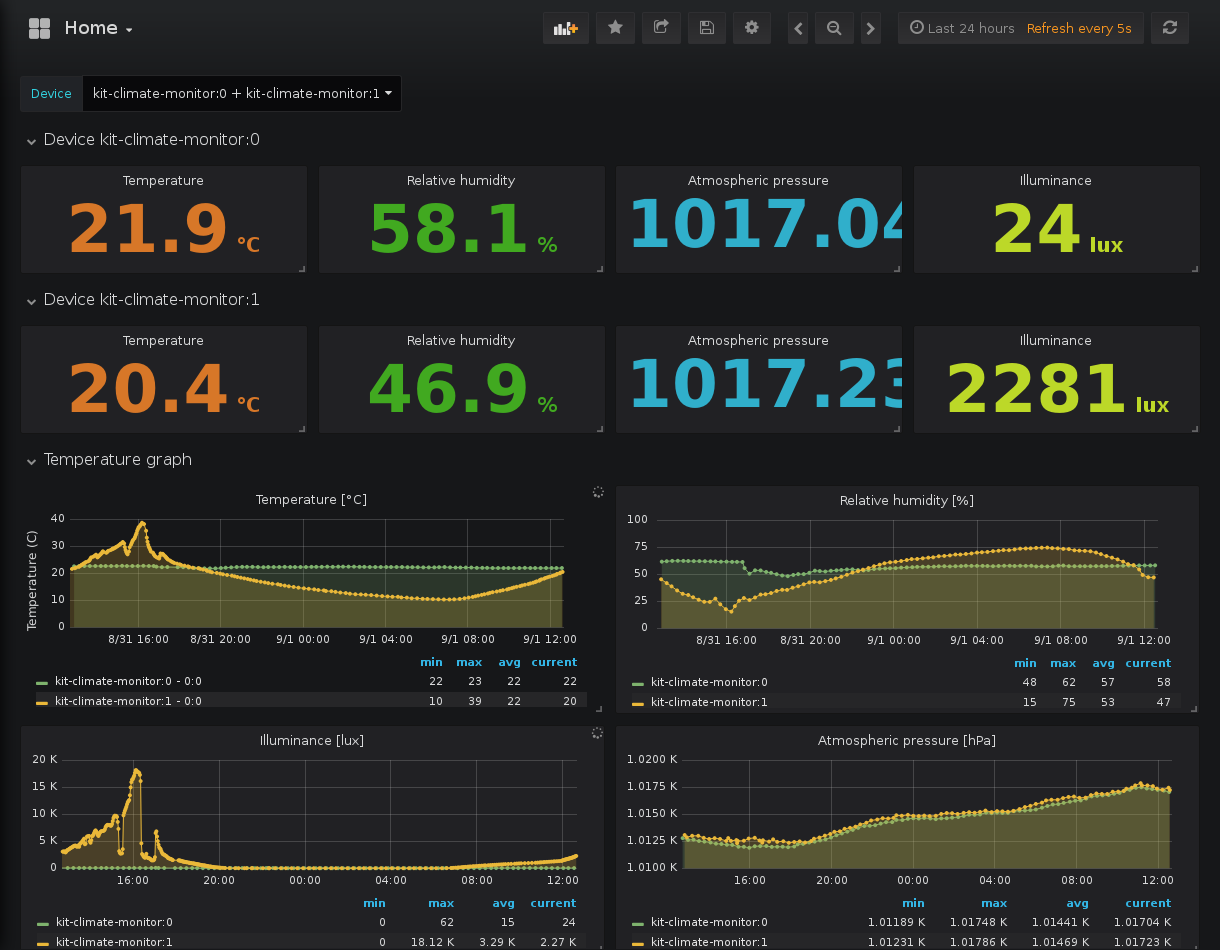 Home
Last 24 hours Refresh every 5s
Device kit-climate-monitor:0 + kit-climate-monitor:1
Device kit-climate-monitor:0
Temperature Relative humidity Atmospheric pressure Illuminance
21.9 °C 58.1 % 1017.04 24 lux
Device kit-climate-monitor:1
Temperature Relative humidity Atmospheric pressure Illuminance
20.4 °C 46.9 % 1017.23 2281 lux
Temperature graph
Temperature [°C]
Temperature (C)
40
30
20
10
0
8/31 16:00 8/31 20:00 9/1 00:00 9/1 04:00 9/1 08:00 9/1 12:00
min max avg current
kit-climate-monitor:0 - 0:0 22 23 22 22
kit-climate-monitor:1 - 0:0 10 39 22 20
Relative humidity [%]
100
75
50
25
0
8/31 16:00 8/31 20:00 9/1 00:00 9/1 04:00 9/1 08:00 9/1 12:00
min max avg current
kit-climate-monitor:0 48 62 57 58
kit-climate-monitor:1 15 75 53 47
Illuminance [lux]
20 K
15 K
10 K
5 K
0
16:00 20:00 00:00 04:00 08:00 12:00
min max avg current
kit-climate-monitor:0 0 62 15 24
kit-climate-monitor:1 0 18.12 K 3.29 K 2.27 K
Atmospheric pressure [hPa]
1.0200 K
1.0175 K
1.0150 K
1.0125 K
1.0100 K
16:00 20:00 00:00 04:00 08:00 12:00
min max avg current
kit-climate-monitor:0 1.01189 K 1.01748 K 1.01441 K 1.01704 K
kit-climate-monitor:1 1.01231 K 1.01786 K 1.01469 K 1.01723 K